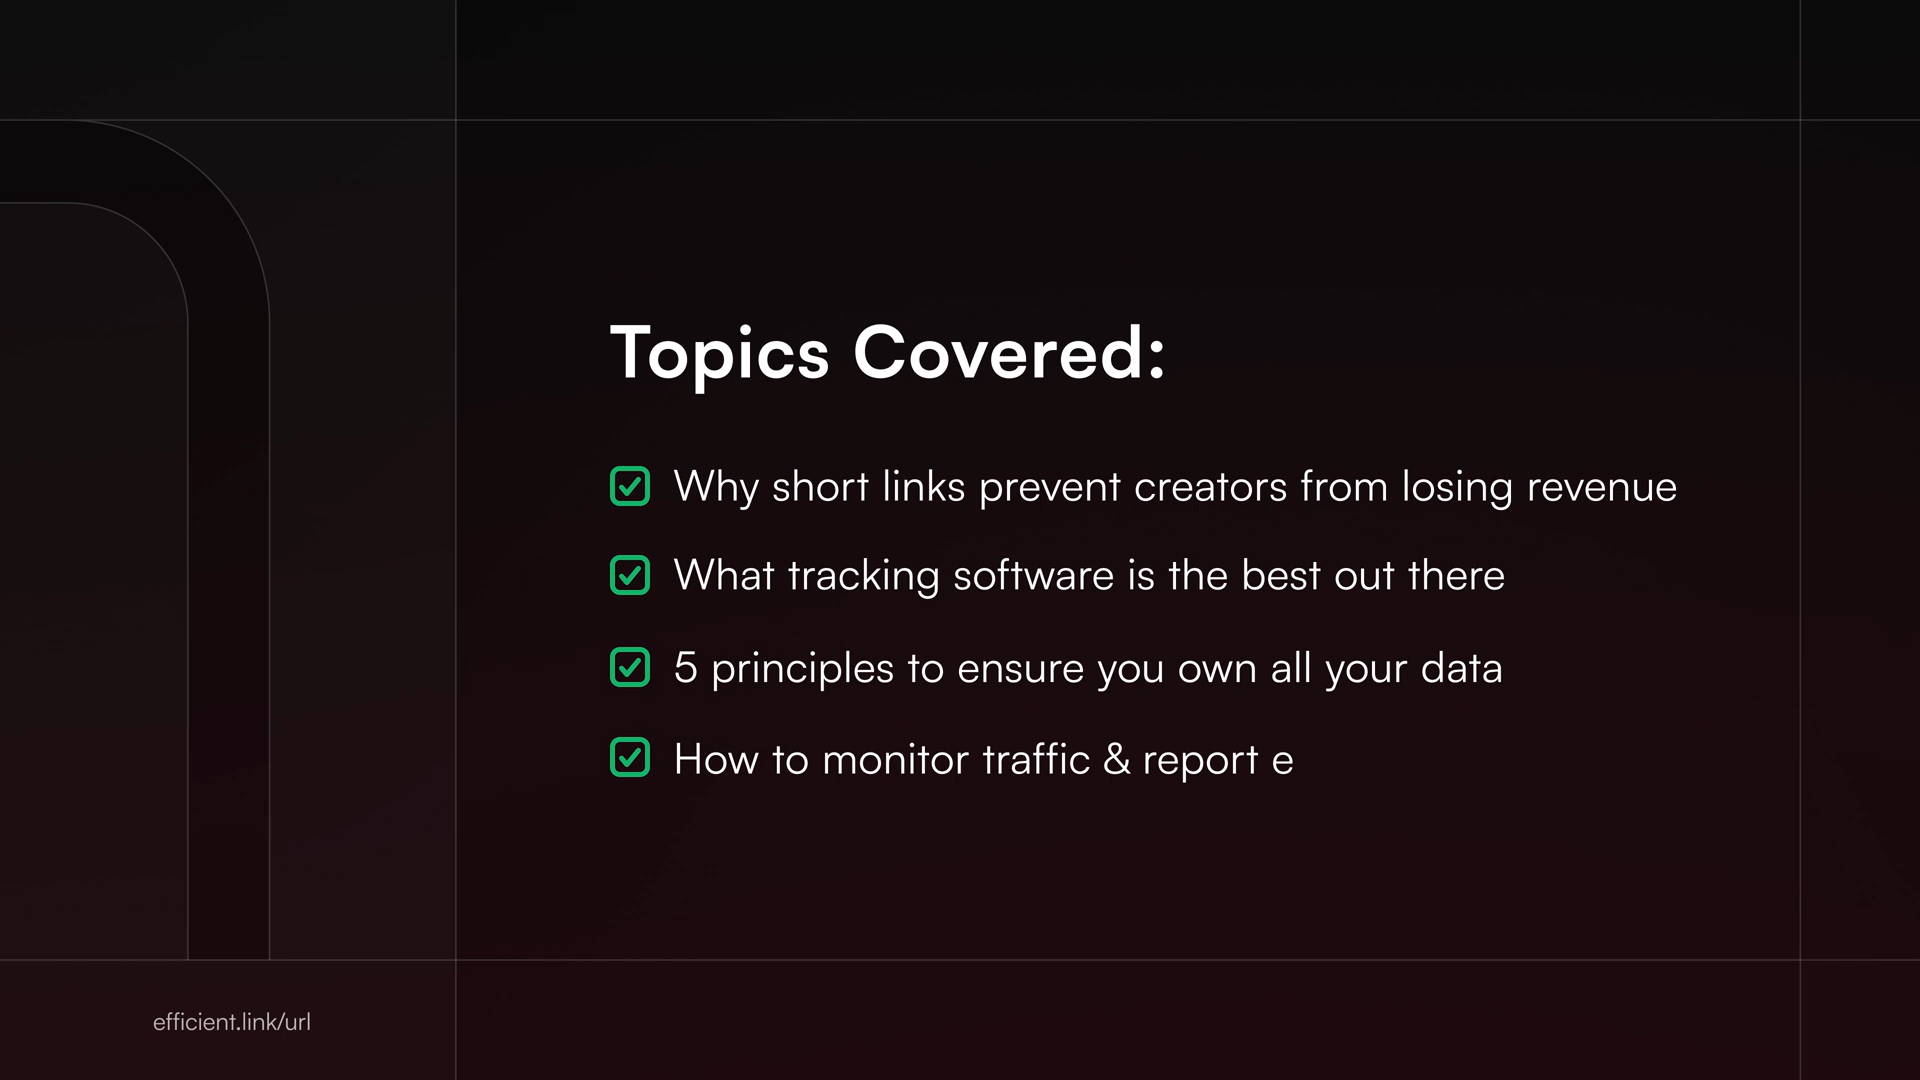 Topics Covered:
Why short links prevent creators from losing revenue
What tracking software is the best out there
5 principles to ensure you own all your data
How to monitor traffic & report e
efficient.link/url